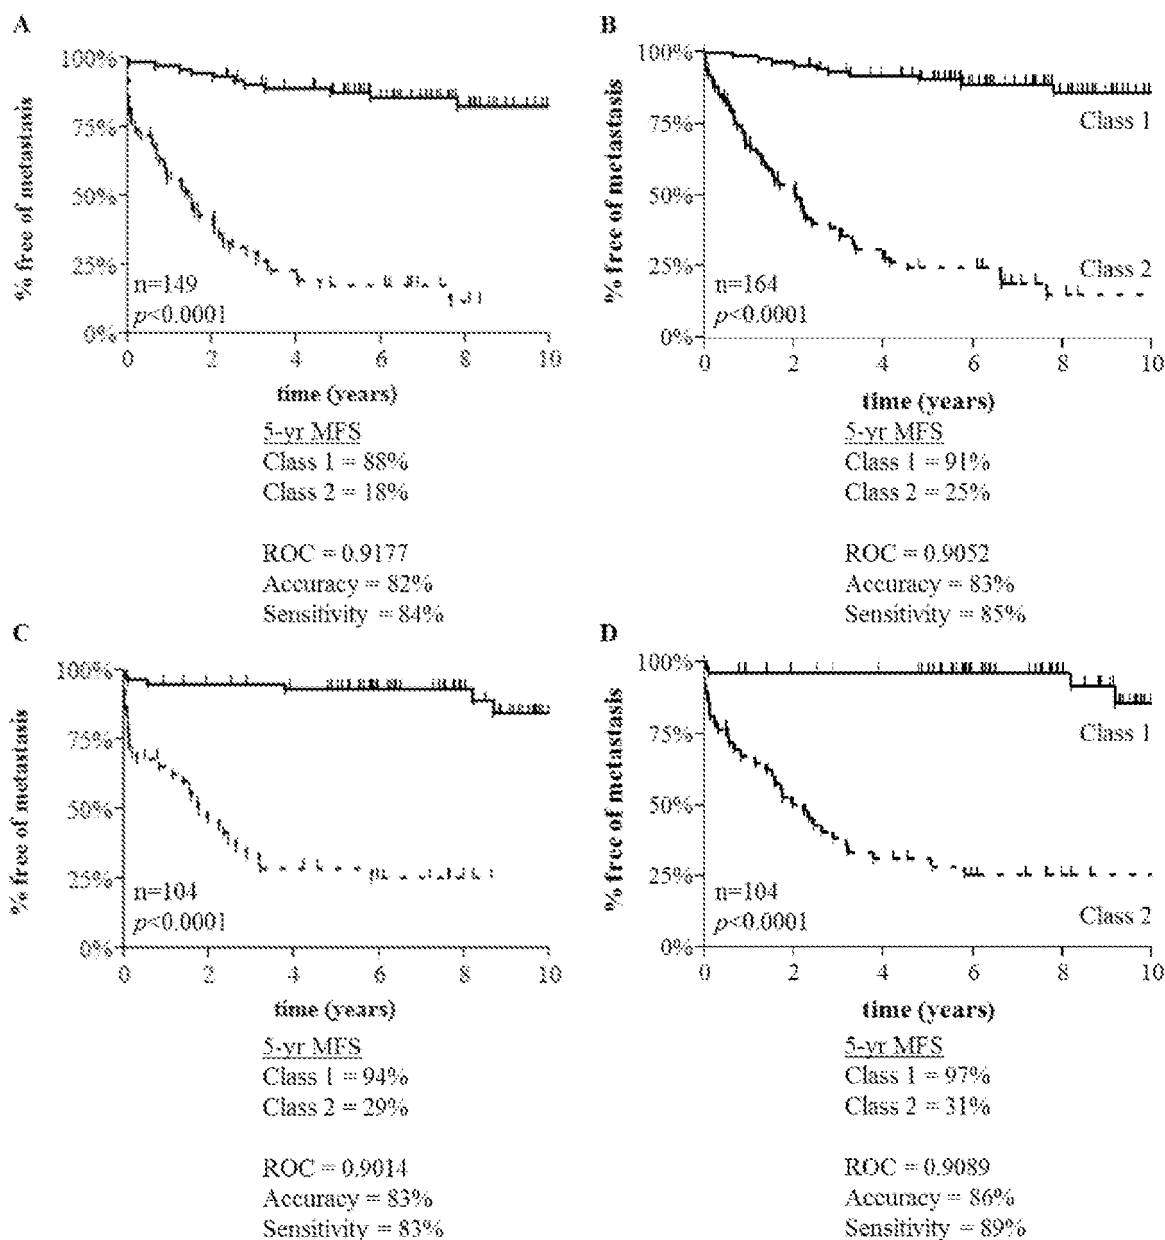 A
% free of metastasis
100%
75%
50%
25%
0%
n=149
p<0.0001
0 2 4 6 8 10
time (years)
5-yr MFS
Class 1 = 88%
Class 2 = 18%
ROC = 0.9177
Accuracy = 82%
Sensitivity = 84%
B
% free of metastasis
100%
75%
50%
25%
0%
Class 1
Class 2
n=164
p<0.0001
0 2 4 6 8 10
time (years)
5-yr MFS
Class 1 = 91%
Class 2 = 25%
ROC = 0.9052
Accuracy = 83%
Sensitivity = 85%
C
% free of metastasis
100%
75%
50%
25%
0%
n=104
p<0.0001
0 2 4 6 8 10
time (years)
5-yr MFS
Class 1 = 94%
Class 2 = 29%
ROC = 0.9014
Accuracy = 83%
Sensitivity = 83%
D
% free of metastasis
100%
75%
50%
25%
0%
Class 1
Class 2
n=104
p<0.0001
0 2 4 6 8 10
time (years)
5-yr MFS
Class 1 = 97%
Class 2 = 31%
ROC = 0.9089
Accuracy = 86%
Sensitivity = 89%